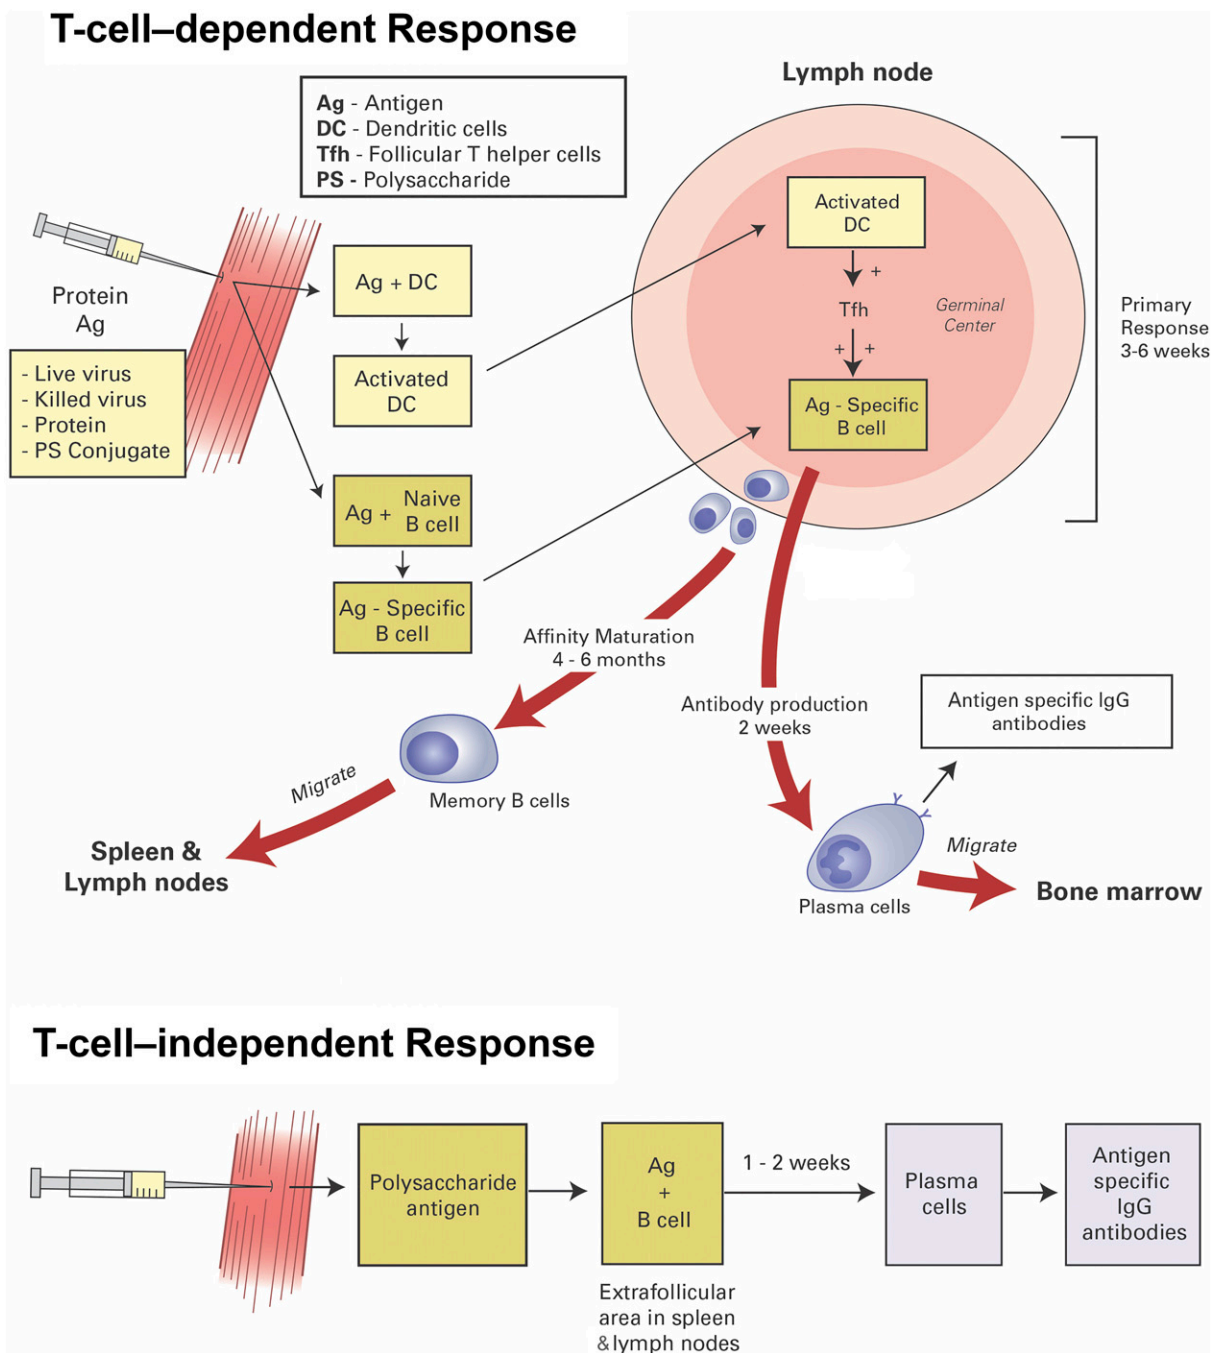 T-cell–dependent Response
Ag - Antigen
DC - Dendritic cells
Tfh - Follicular T helper cells
PS - Polysaccharide
Lymph node
Protein
Ag
- Live virus
- Killed virus
- Protein
- PS Conjugate
Ag + DC
Activated
DC
Ag + Naive
B cell
Ag - Specific
B cell
Activated
DC
+
Tfh
+ +
Ag - Specific
B cell
Germinal
Center
Primary
Response
3-6 weeks
Affinity Maturation
4 - 6 months
Antibody production
2 weeks
Antigen specific IgG
antibodies
Memory B cells
Migrate
Spleen &
Lymph nodes
Plasma cells
Migrate
Bone marrow
T-cell–independent Response
Polysaccharide
antigen
Ag
+
B cell
Extrafollicular
area in spleen
& lymph nodes
1 - 2 weeks
Plasma
cells
Antigen
specific
IgG
antibodies